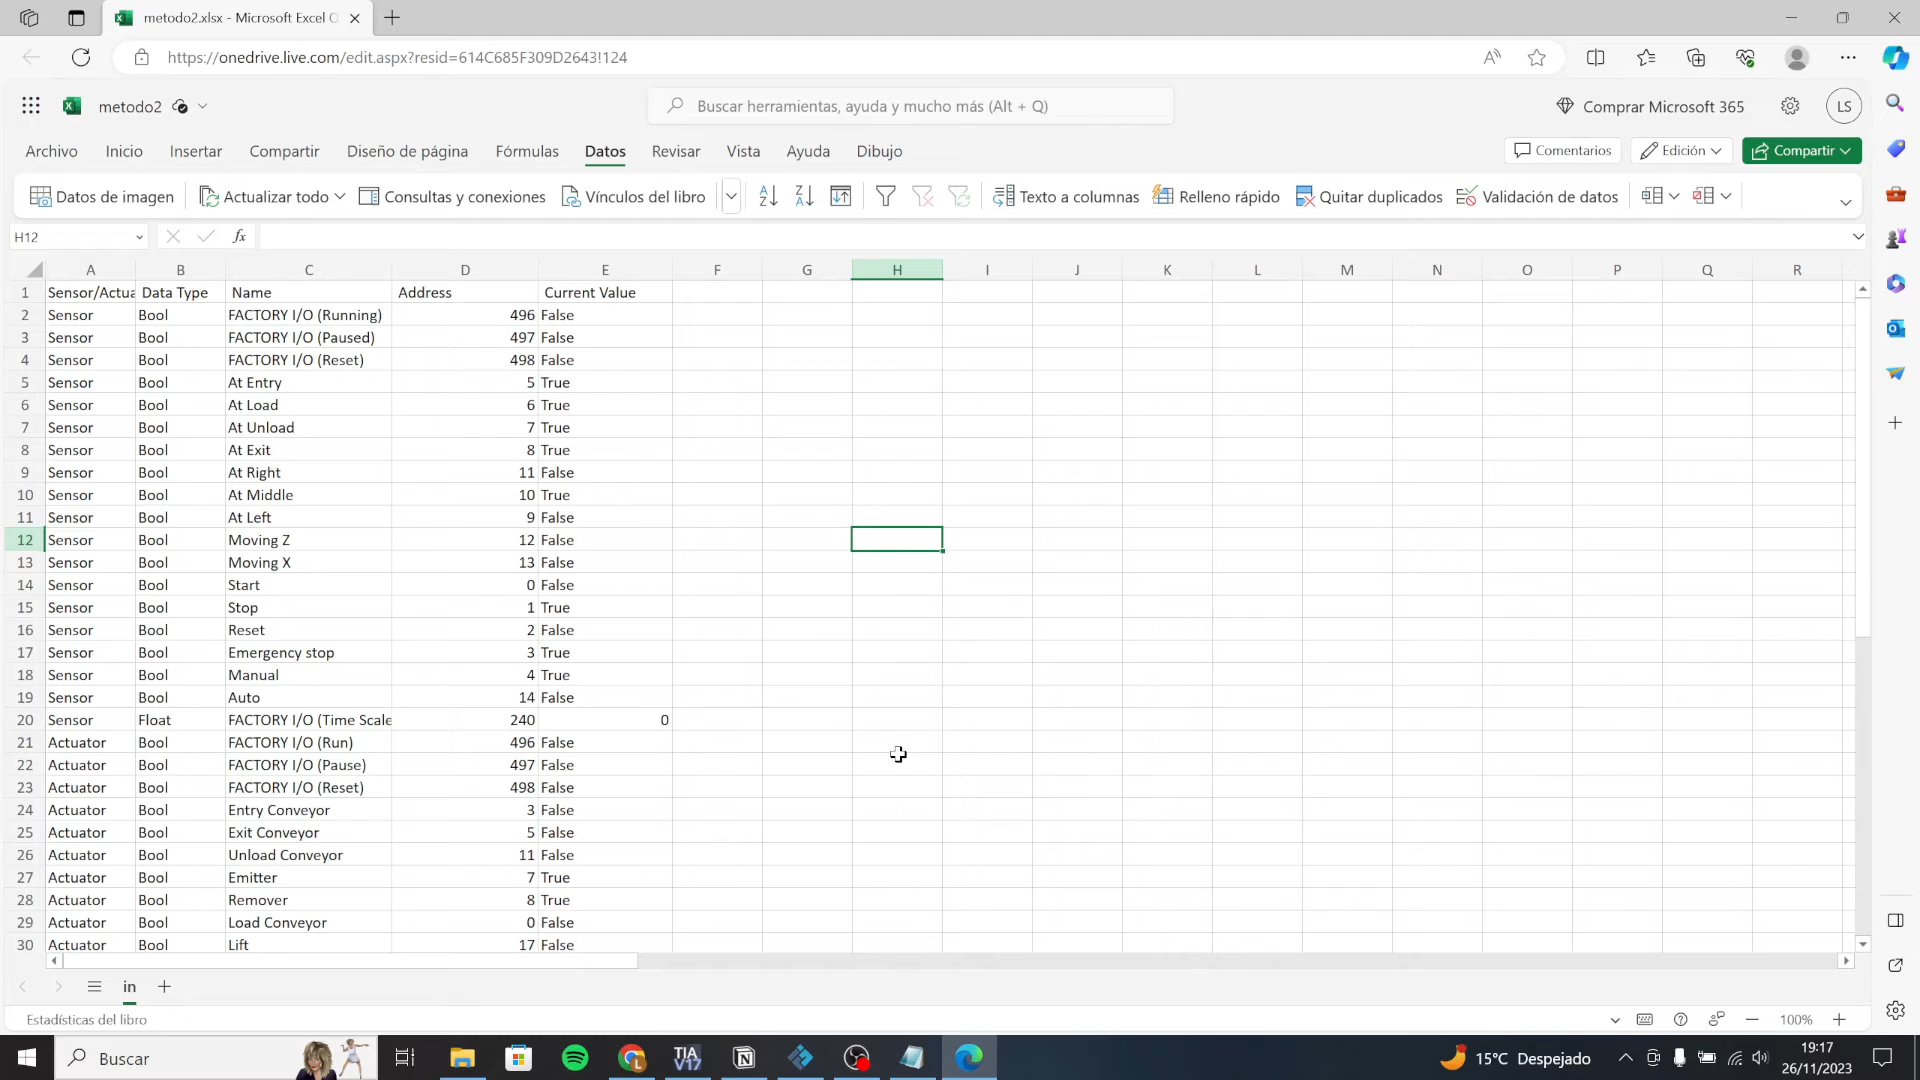 metodo2.xlsx - Microsoft Excel O
https://onedrive.live.com/edit.aspx?resid=614C685F309D2643!124
metodo2
Buscar herramientas, ayuda y mucho más (Alt + Q)
Comprar Microsoft 365
LS
Archivo Inicio Insertar Compartir Diseño de página Fórmulas Datos Revisar Vista Ayuda Dibujo
Comentarios Edición Compartir
Datos de imagen Actualizar todo Consultas y conexiones Vínculos del libro Texto a columnas Relleno rápido Quitar duplicados Validación de datos
H12 fx
A B C D E F G H I J K L M N O P Q R
1 Sensor/Actua Data Type Name Address Current Value
2 Sensor Bool FACTORY I/O (Running) 496 False
3 Sensor Bool FACTORY I/O (Paused) 497 False
4 Sensor Bool FACTORY I/O (Reset) 498 False
5 Sensor Bool At Entry 5 True
6 Sensor Bool At Load 6 True
7 Sensor Bool At Unload 7 True
8 Sensor Bool At Exit 8 True
9 Sensor Bool At Right 11 False
10 Sensor Bool At Middle 10 True
11 Sensor Bool At Left 9 False
12 Sensor Bool Moving Z 12 False
13 Sensor Bool Moving X 13 False
14 Sensor Bool Start 0 False
15 Sensor Bool Stop 1 True
16 Sensor Bool Reset 2 False
17 Sensor Bool Emergency stop 3 True
18 Sensor Bool Manual 4 True
19 Sensor Bool Auto 14 False
20 Sensor Float FACTORY I/O (Time Scale 240 0
21 Actuator Bool FACTORY I/O (Run) 496 False
22 Actuator Bool FACTORY I/O (Pause) 497 False
23 Actuator Bool FACTORY I/O (Reset) 498 False
24 Actuator Bool Entry Conveyor 3 False
25 Actuator Bool Exit Conveyor 5 False
26 Actuator Bool Unload Conveyor 11 False
27 Actuator Bool Emitter 7 True
28 Actuator Bool Remover 8 True
29 Actuator Bool Load Conveyor 0 False
30 Actuator Bool Lift 17 False
in
Estadísticas del libro
100%
Buscar
TIA V17
15°C Despejado
19:17
26/11/2023